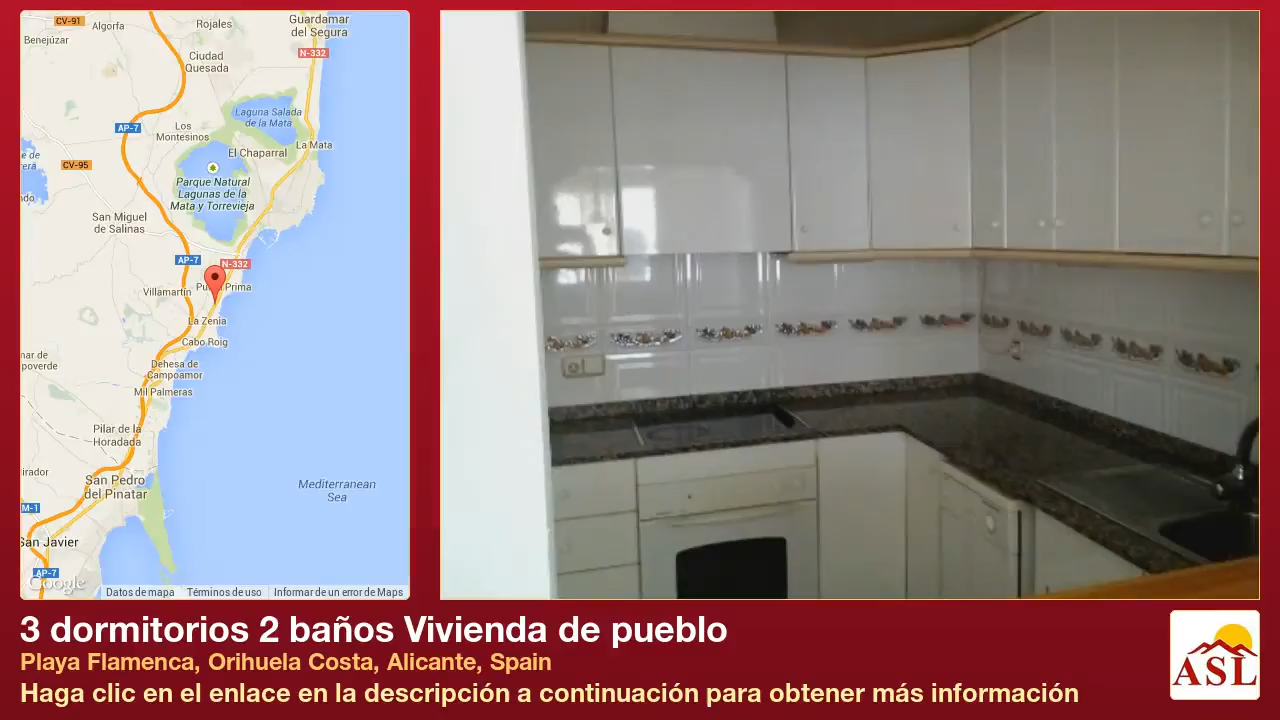 CV-91
Algorfa
Rojales
Guardamar
del Segura
Benejúzar
N-332
Ciudad
Quesada
Laguna Salada
de la Mata
AP-7
Los
Montesinos
La Mata
El Chaparral
CV-95
Parque Natural
Lagunas de la
Mata y Torrevieja
San Miguel
de Salinas
AP-7
N-332
Villamartín
Prima
La Zenia
Cabo Roig
Dehesa de
Campoamor
Mil Palmeras
Pilar de la
Horadada
San Pedro
del Pinatar
Mediterranean
Sea
M-1
San Javier
AP-7
Google
Datos de mapa
Términos de uso
Informar de un error de Maps
3 dormitorios 2 baños Vivienda de pueblo
Playa Flamenca, Orihuela Costa, Alicante, Spain
Haga clic en el enlace en la descripción a continuación para obtener más información
ASL